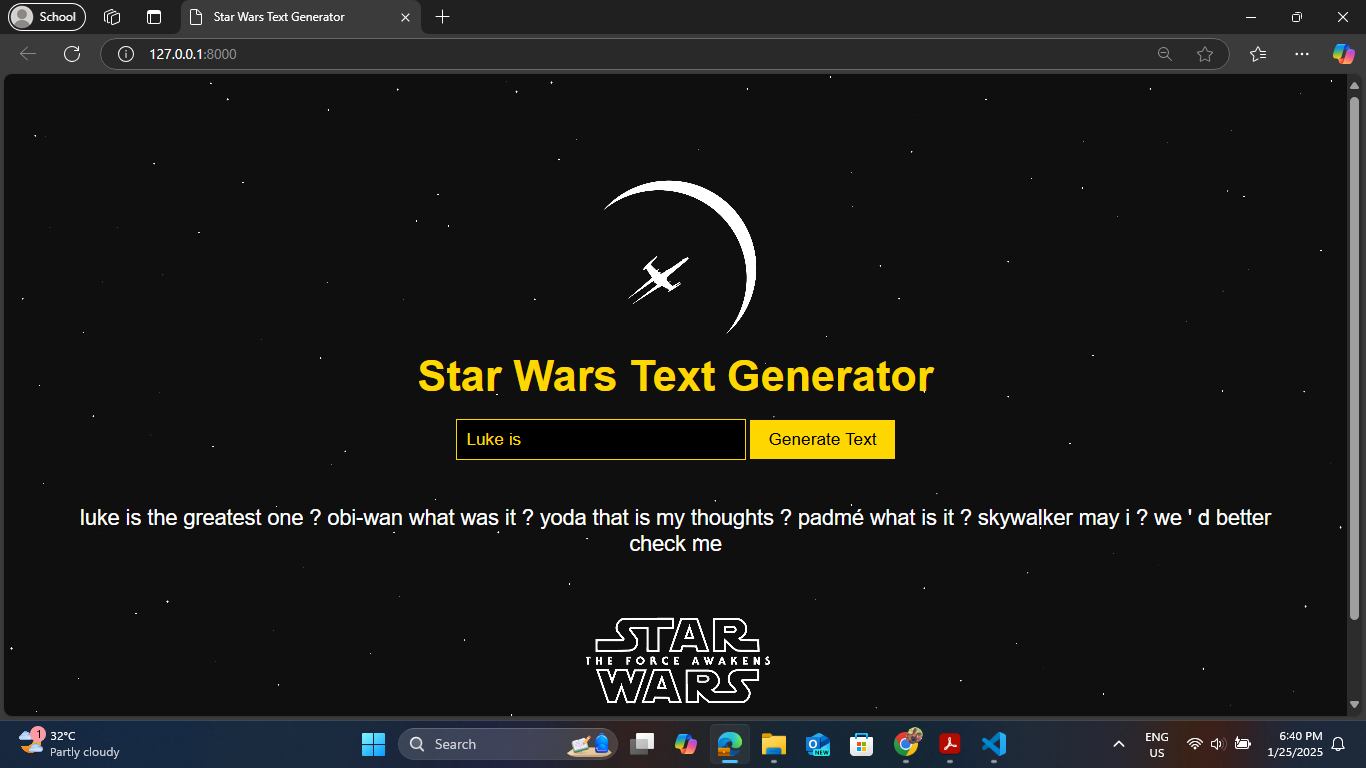 School
Star Wars Text Generator
127.0.0.1:8000
Star Wars Text Generator
Luke is
Generate Text
luke is the greatest one ? obi-wan what was it ? yoda that is my thoughts ? padmé what is it ? skywalker may i ? we ' d better
check me
STAR
THE FORCE AWAKENS
WARS
1
32°C
Partly cloudy
Search
NEW
ENG
US
6:40 PM
1/25/2025